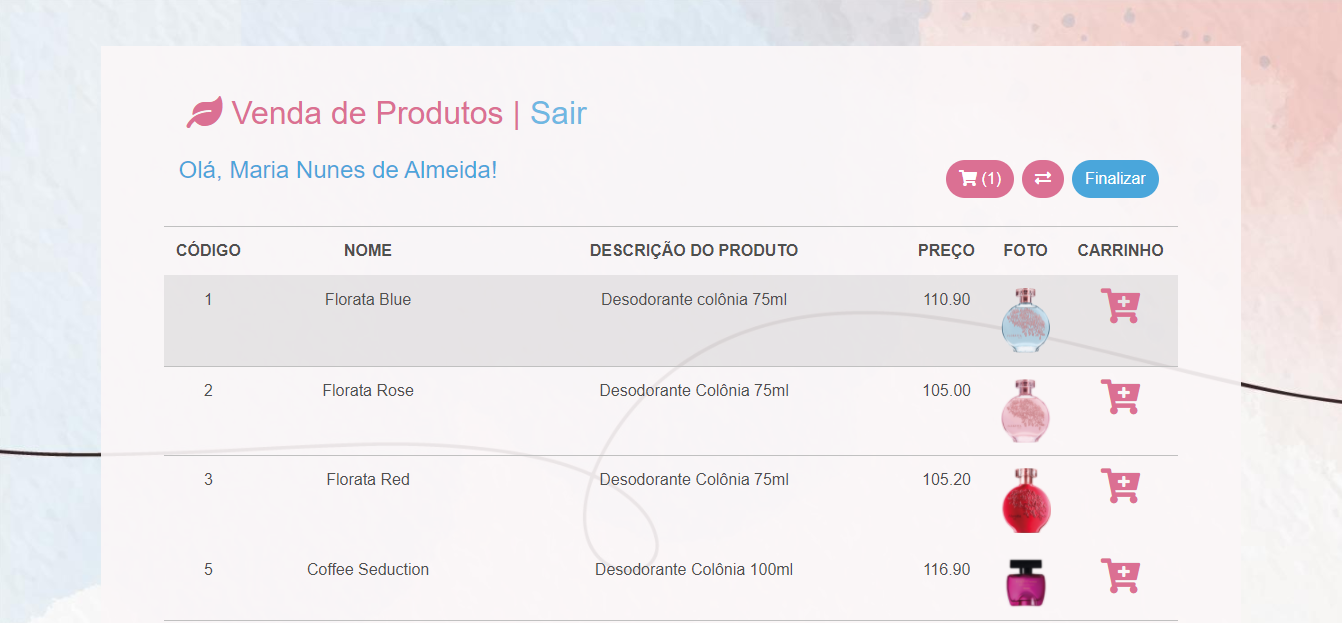 Venda de Produtos | Sair
Olá, Maria Nunes de Almeida!
(1) Finalizar
CÓDIGO NOME DESCRIÇÃO DO PRODUTO PREÇO FOTO CARRINHO
1 Florata Blue Desodorante colônia 75ml 110.90
2 Florata Rose Desodorante Colônia 75ml 105.00
3 Florata Red Desodorante Colônia 75ml 105.20
5 Coffee Seduction Desodorante Colônia 100ml 116.90